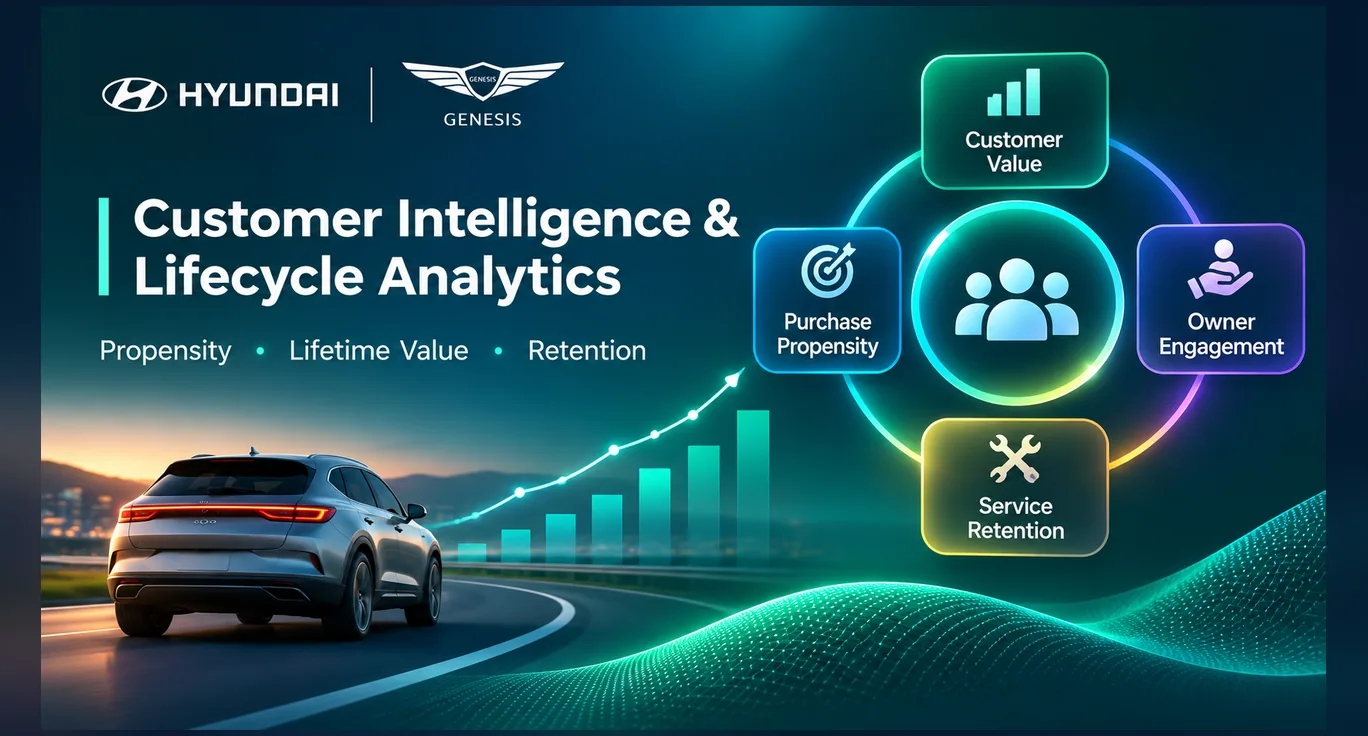 HYUNDAI
GENESIS
GENESIS
Customer Intelligence &
Lifecycle Analytics
Propensity • Lifetime Value • Retention
Customer
Value
Purchase
Propensity
Owner
Engagement
Service
Retention